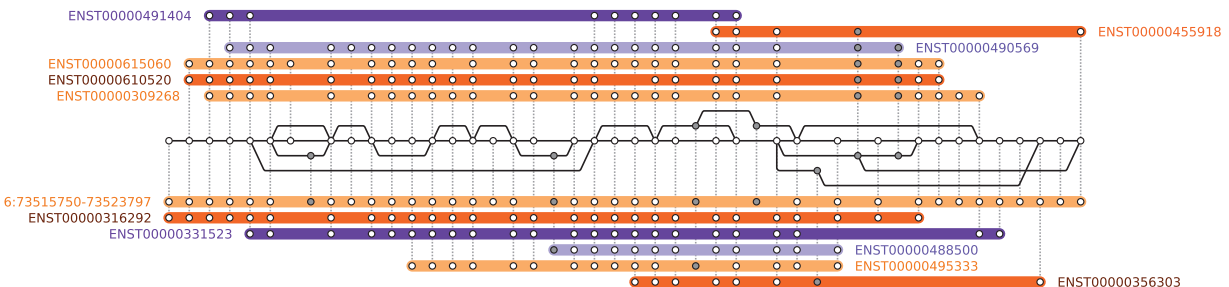 ENST00000491404
ENST00000455918
ENST00000490569
ENST00000615060
ENST00000610520
ENST00000309268
6:73515750-73523797
ENST00000316292
ENST00000331523
ENST00000488500
ENST00000495333
ENST00000356303